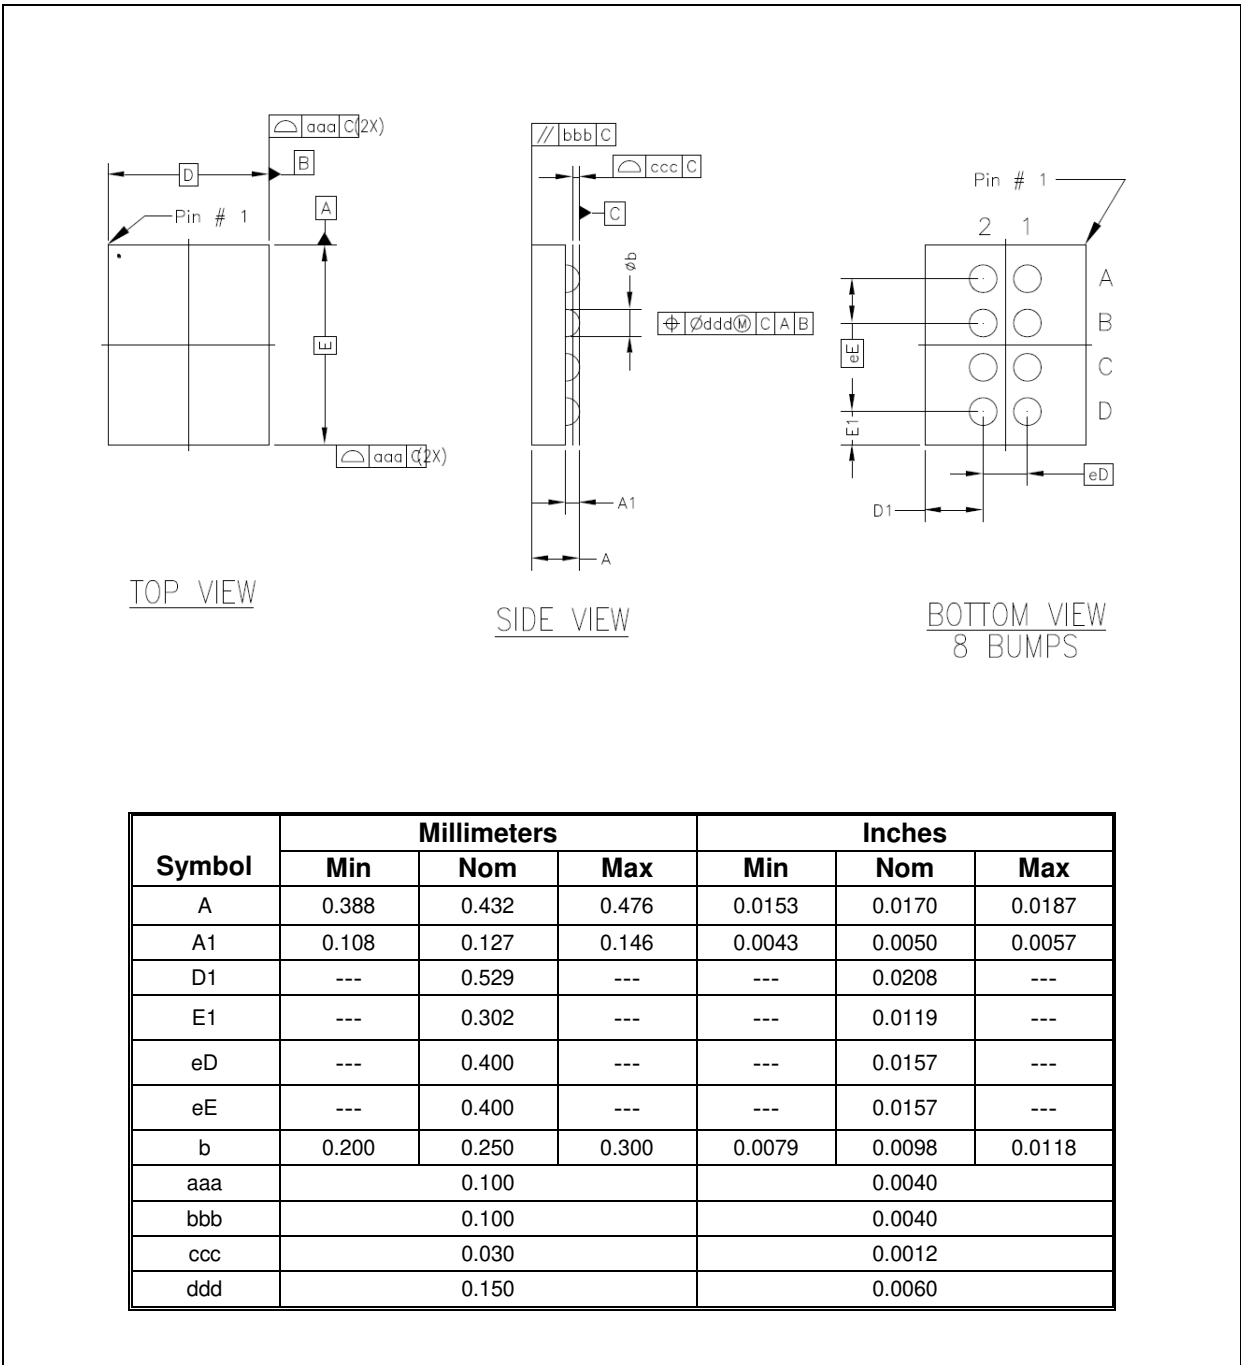 aaa C(2X)
D
B
Pin # 1
A
E
aaa C(2X)
TOP VIEW
// bbb C
ccc C
C
øb
⌖ Øddd Ⓜ C A B
A1
A
SIDE VIEW
Pin # 1
2 1
A
B
C
D
eE
E1
eD
D1
BOTTOM VIEW
8 BUMPS
Symbol Millimeters Inches
Min Nom Max Min Nom Max
A 0.388 0.432 0.476 0.0153 0.0170 0.0187
A1 0.108 0.127 0.146 0.0043 0.0050 0.0057
D1 --- 0.529 --- --- 0.0208 ---
E1 --- 0.302 --- --- 0.0119 ---
eD --- 0.400 --- --- 0.0157 ---
eE --- 0.400 --- --- 0.0157 ---
b 0.200 0.250 0.300 0.0079 0.0098 0.0118
aaa 0.100 0.0040
bbb 0.100 0.0040
ccc 0.030 0.0012
ddd 0.150 0.0060